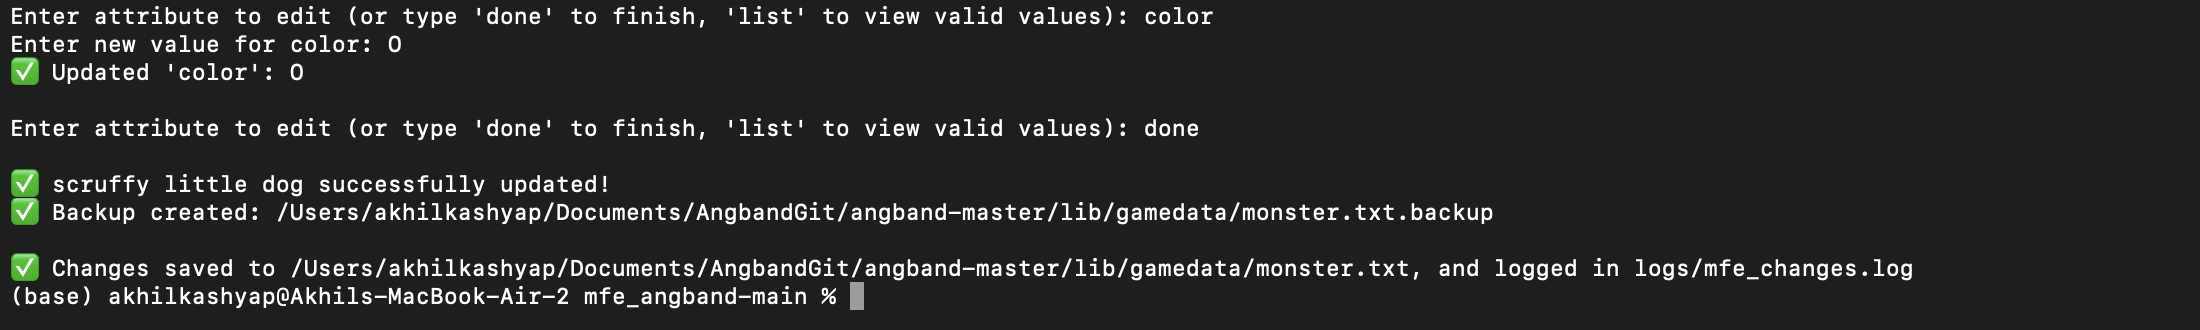 Enter attribute to edit (or type 'done' to finish, 'list' to view valid values): color
Enter new value for color: O
✅ Updated 'color': O
Enter attribute to edit (or type 'done' to finish, 'list' to view valid values): done
✅ scruffy little dog successfully updated!
✅ Backup created: /Users/akhilkashyap/Documents/AngbandGit/angband-master/lib/gamedata/monster.txt.backup
✅ Changes saved to /Users/akhilkashyap/Documents/AngbandGit/angband-master/lib/gamedata/monster.txt, and logged in logs/mfe_changes.log
(base) akhilkashyap@Akhils-MacBook-Air-2 mfe_angband-main %